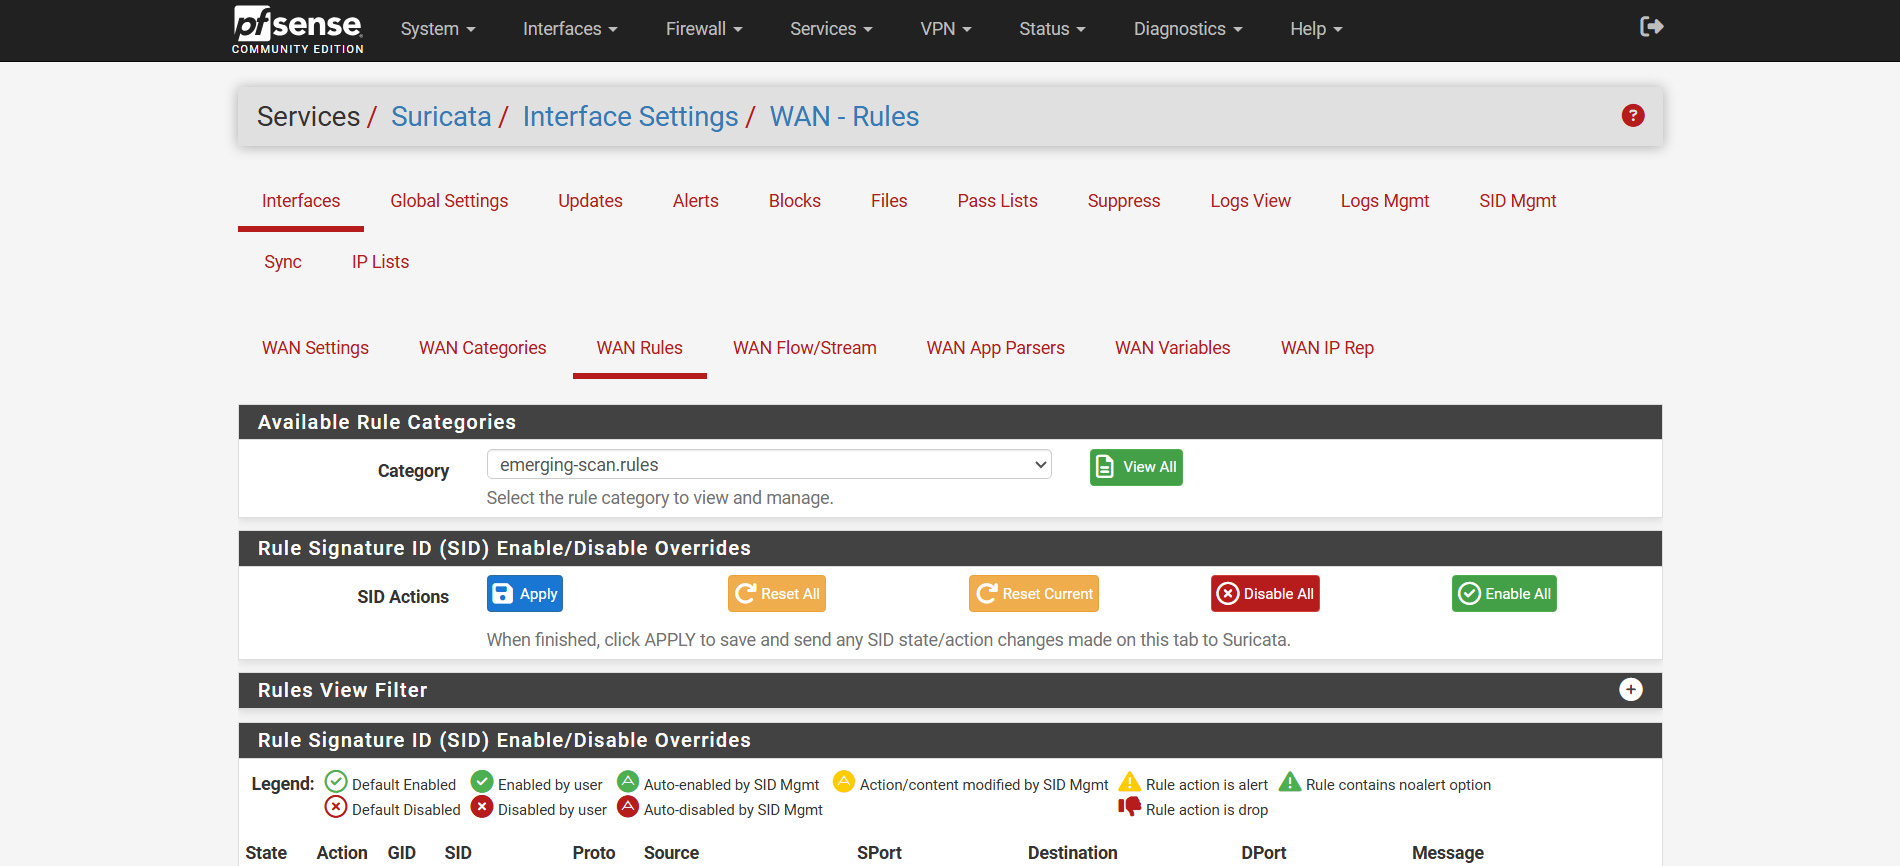 pfsense
COMMUNITY EDITION
System Interfaces Firewall Services VPN Status Diagnostics Help
Services / Suricata / Interface Settings / WAN - Rules
?
Interfaces Global Settings Updates Alerts Blocks Files Pass Lists Suppress Logs View Logs Mgmt SID Mgmt
Sync IP Lists
WAN Settings WAN Categories WAN Rules WAN Flow/Stream WAN App Parsers WAN Variables WAN IP Rep
Available Rule Categories
Category emerging-scan.rules View All
Select the rule category to view and manage.
Rule Signature ID (SID) Enable/Disable Overrides
SID Actions Apply Reset All Reset Current Disable All Enable All
When finished, click APPLY to save and send any SID state/action changes made on this tab to Suricata.
Rules View Filter
Rule Signature ID (SID) Enable/Disable Overrides
Legend: Default Enabled Enabled by user Auto-enabled by SID Mgmt Action/content modified by SID Mgmt Rule action is alert Rule contains noalert option
Default Disabled Disabled by user Auto-disabled by SID Mgmt Rule action is drop
State Action GID SID Proto Source SPort Destination DPort Message